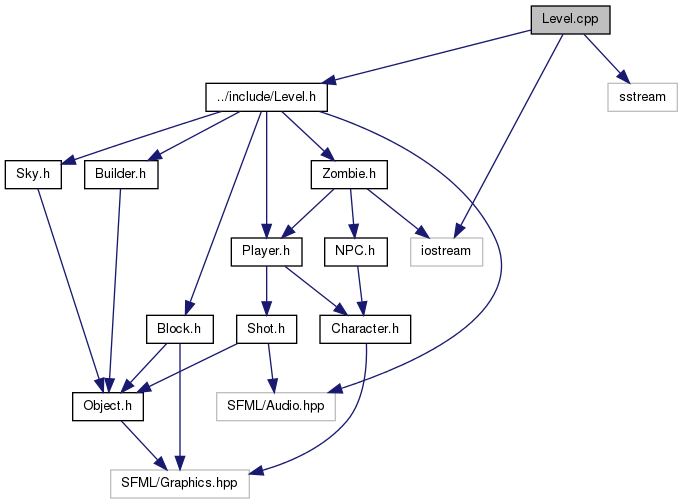 Level.cpp
../include/Level.h
sstream
Sky.h
Builder.h
Zombie.h
Player.h
NPC.h
iostream
Block.h
Shot.h
Character.h
Object.h
SFML/Audio.hpp
SFML/Graphics.hpp